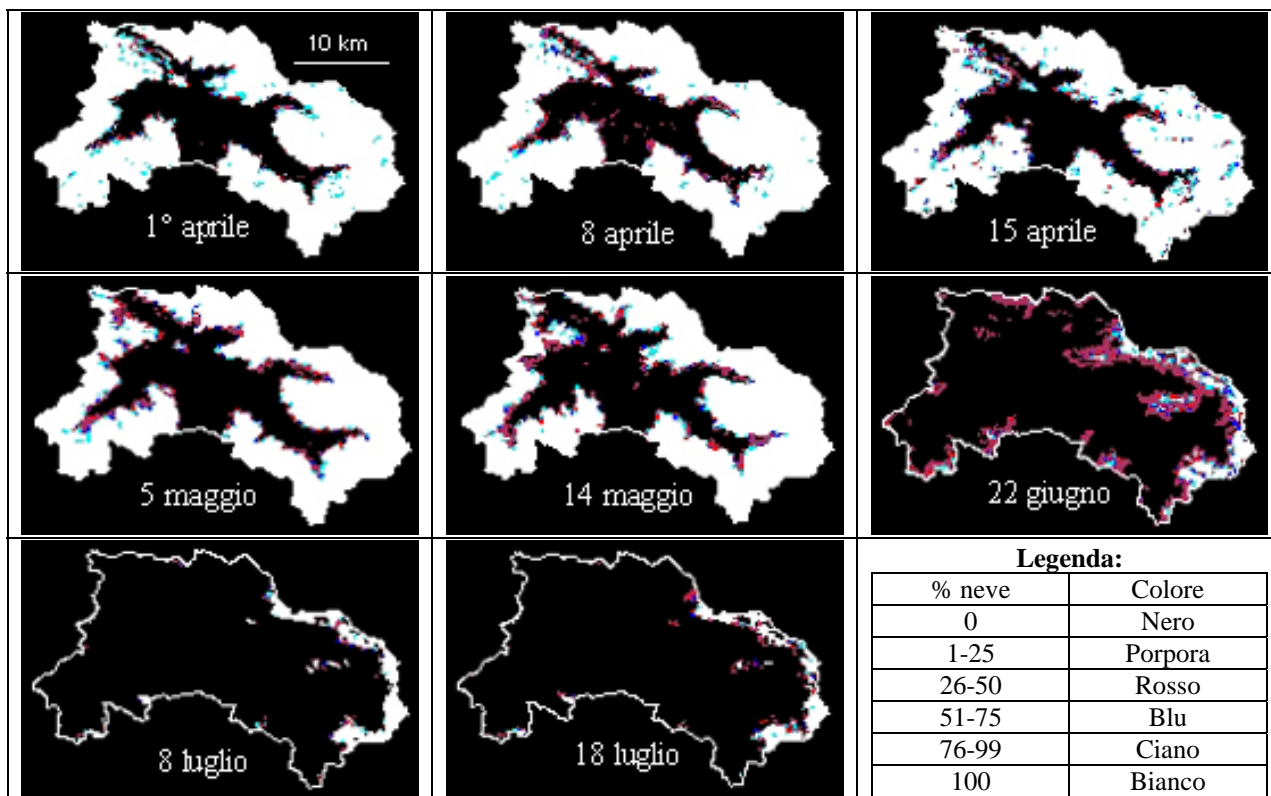 10 km
1° aprile
8 aprile
15 aprile
5 maggio
14 maggio
22 giugno
8 luglio
18 luglio
Legenda:
% neve Colore
0 Nero
1-25 Porpora
26-50 Rosso
51-75 Blu
76-99 Ciano
100 Bianco